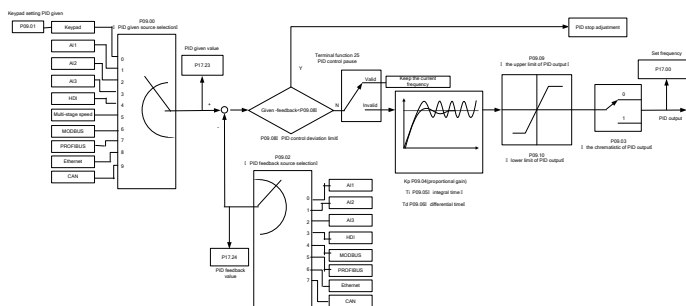 Keypad setting PID given
P09.01
P09.00
PID given source selection
Keypad
AI1
AI2
AI3
HDI
Multi-stage speed
MODBUS
PROFIBUS
Ethernet
CAN
0
1
2
3
4
5
6
7
8
9
PID given value
P17.23
+
-
Y
PID stop adjustment
Given -feedback<P09.08
N
P09.08 PID control deviation limit
Terminal function 25
PID control pause
Valid
Keep the current
frequency
Invalid
Kp P09.04(proportional gain)
Ti P09.05 integral time
Td P09.06 differential time
P09.09
the upper limit of PID output
P09.10
lower limit of PID output
0
1
P09.03
the chrematistic of PID output
Set frequency
P17.00
PID output
P09.02
PID feedback source selection
0
1
2
3
4
5
6
7
AI1
AI2
AI3
HDI
MODBUS
PROFIBUS
Ethernet
CAN
P17.24
PID feedback
value